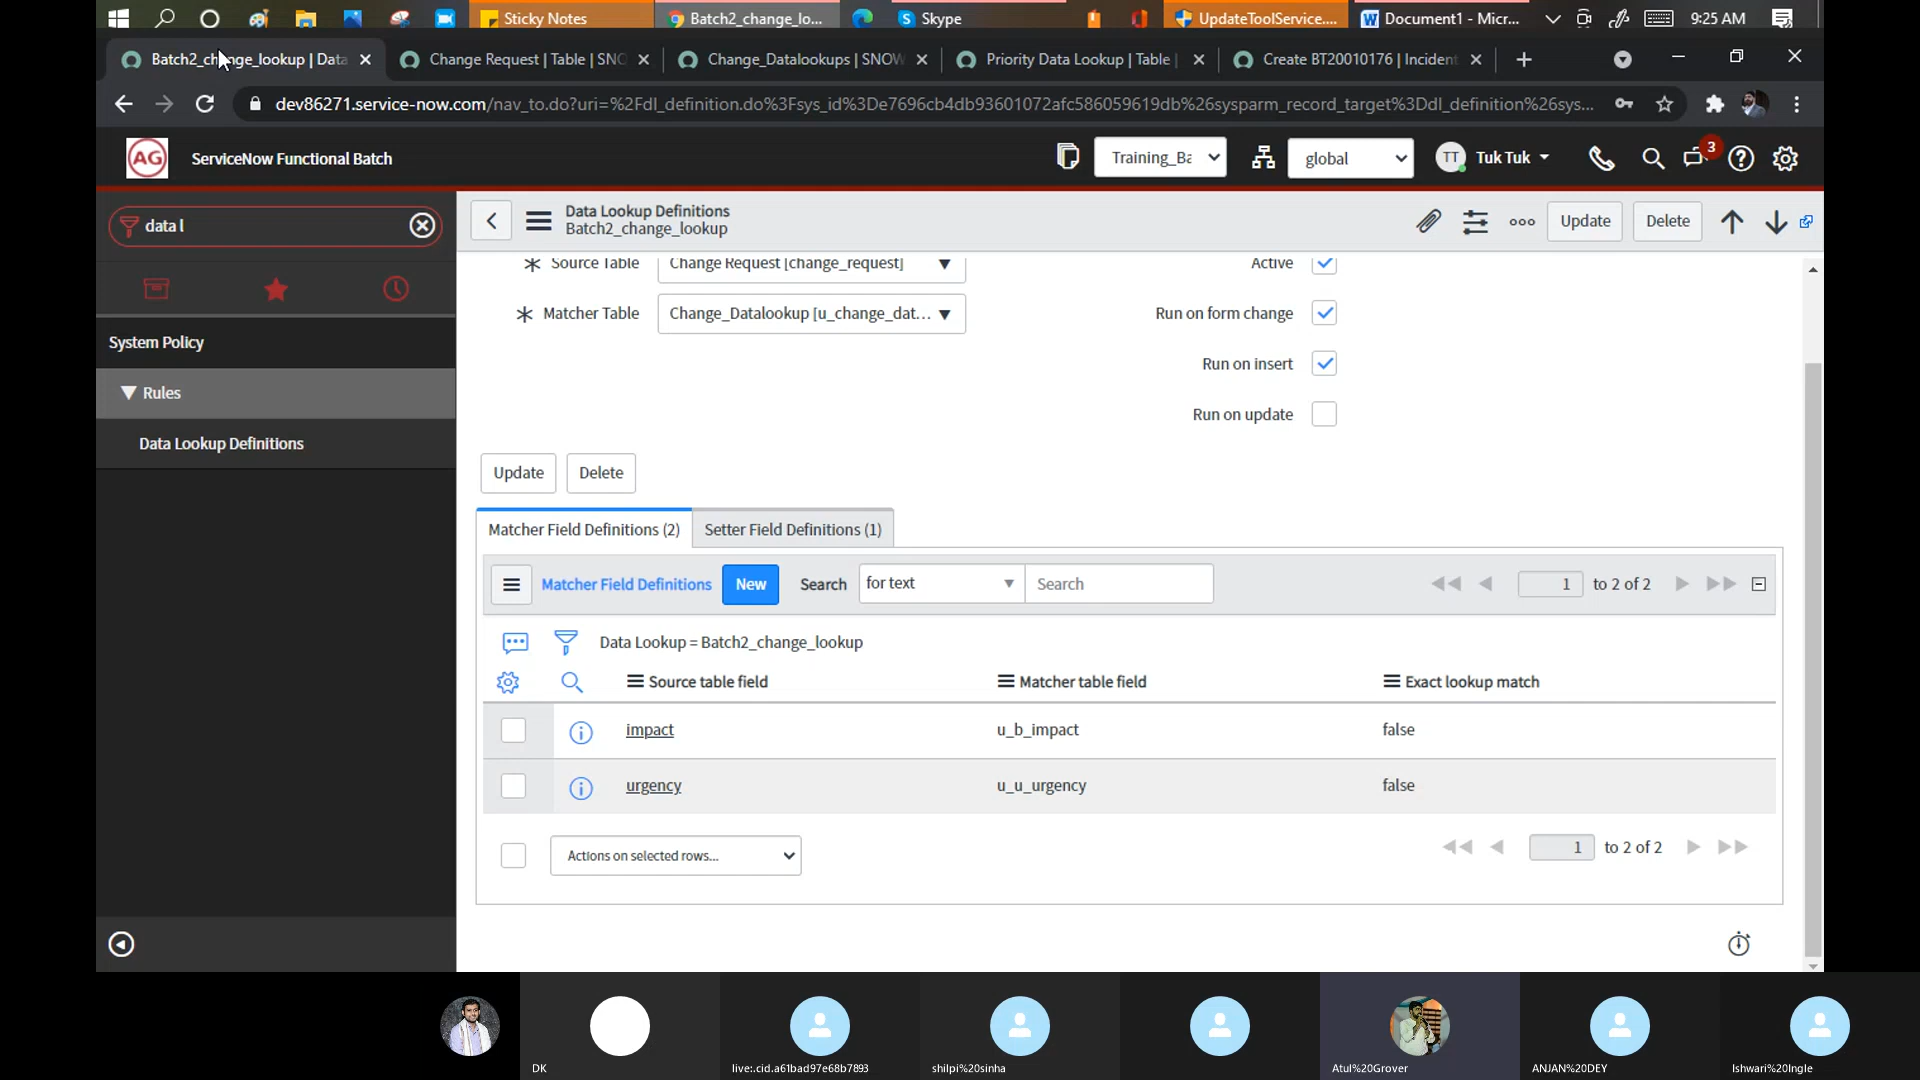 Sticky Notes
Batch2_change_lo...
Skype
UpdateToolService....
Document1 - Micr...
9:25 AM
Batch2_change_lookup | Data
Change Request | Table | SNO
Change_Datalookups | SNOW
Priority Data Lookup | Table |
Create BT20010176 | Incident
dev86271.service-now.com/nav_to.do?uri=%2Fdl_definition.do%3Fsys_id%3De7696cb4db93601072afc586059619db%26sysparm_record_target%3Ddl_definition%26sys...
AG
ServiceNow Functional Batch
Training_Ba
global
TT
Tuk Tuk
3
data l
Data Lookup Definitions
Batch2_change_lookup
Update
Delete
Source Table
Change Request [change_request]
Active
Matcher Table
Change_Datalookup [u_change_dat...
Run on form change
System Policy
Run on insert
Rules
Run on update
Data Lookup Definitions
Update
Delete
Matcher Field Definitions (2)
Setter Field Definitions (1)
Matcher Field Definitions
New
Search
for text
Search
1
to 2 of 2
Data Lookup = Batch2_change_lookup
Source table field
Matcher table field
Exact lookup match
impact
u_b_impact
false
urgency
u_u_urgency
false
Actions on selected rows...
1
to 2 of 2
DK
live:.cid.a61bad97e68b7893
shilpi%20sinha
Atul%20Grover
ANJAN%20DEY
Ishwari%20Ingle